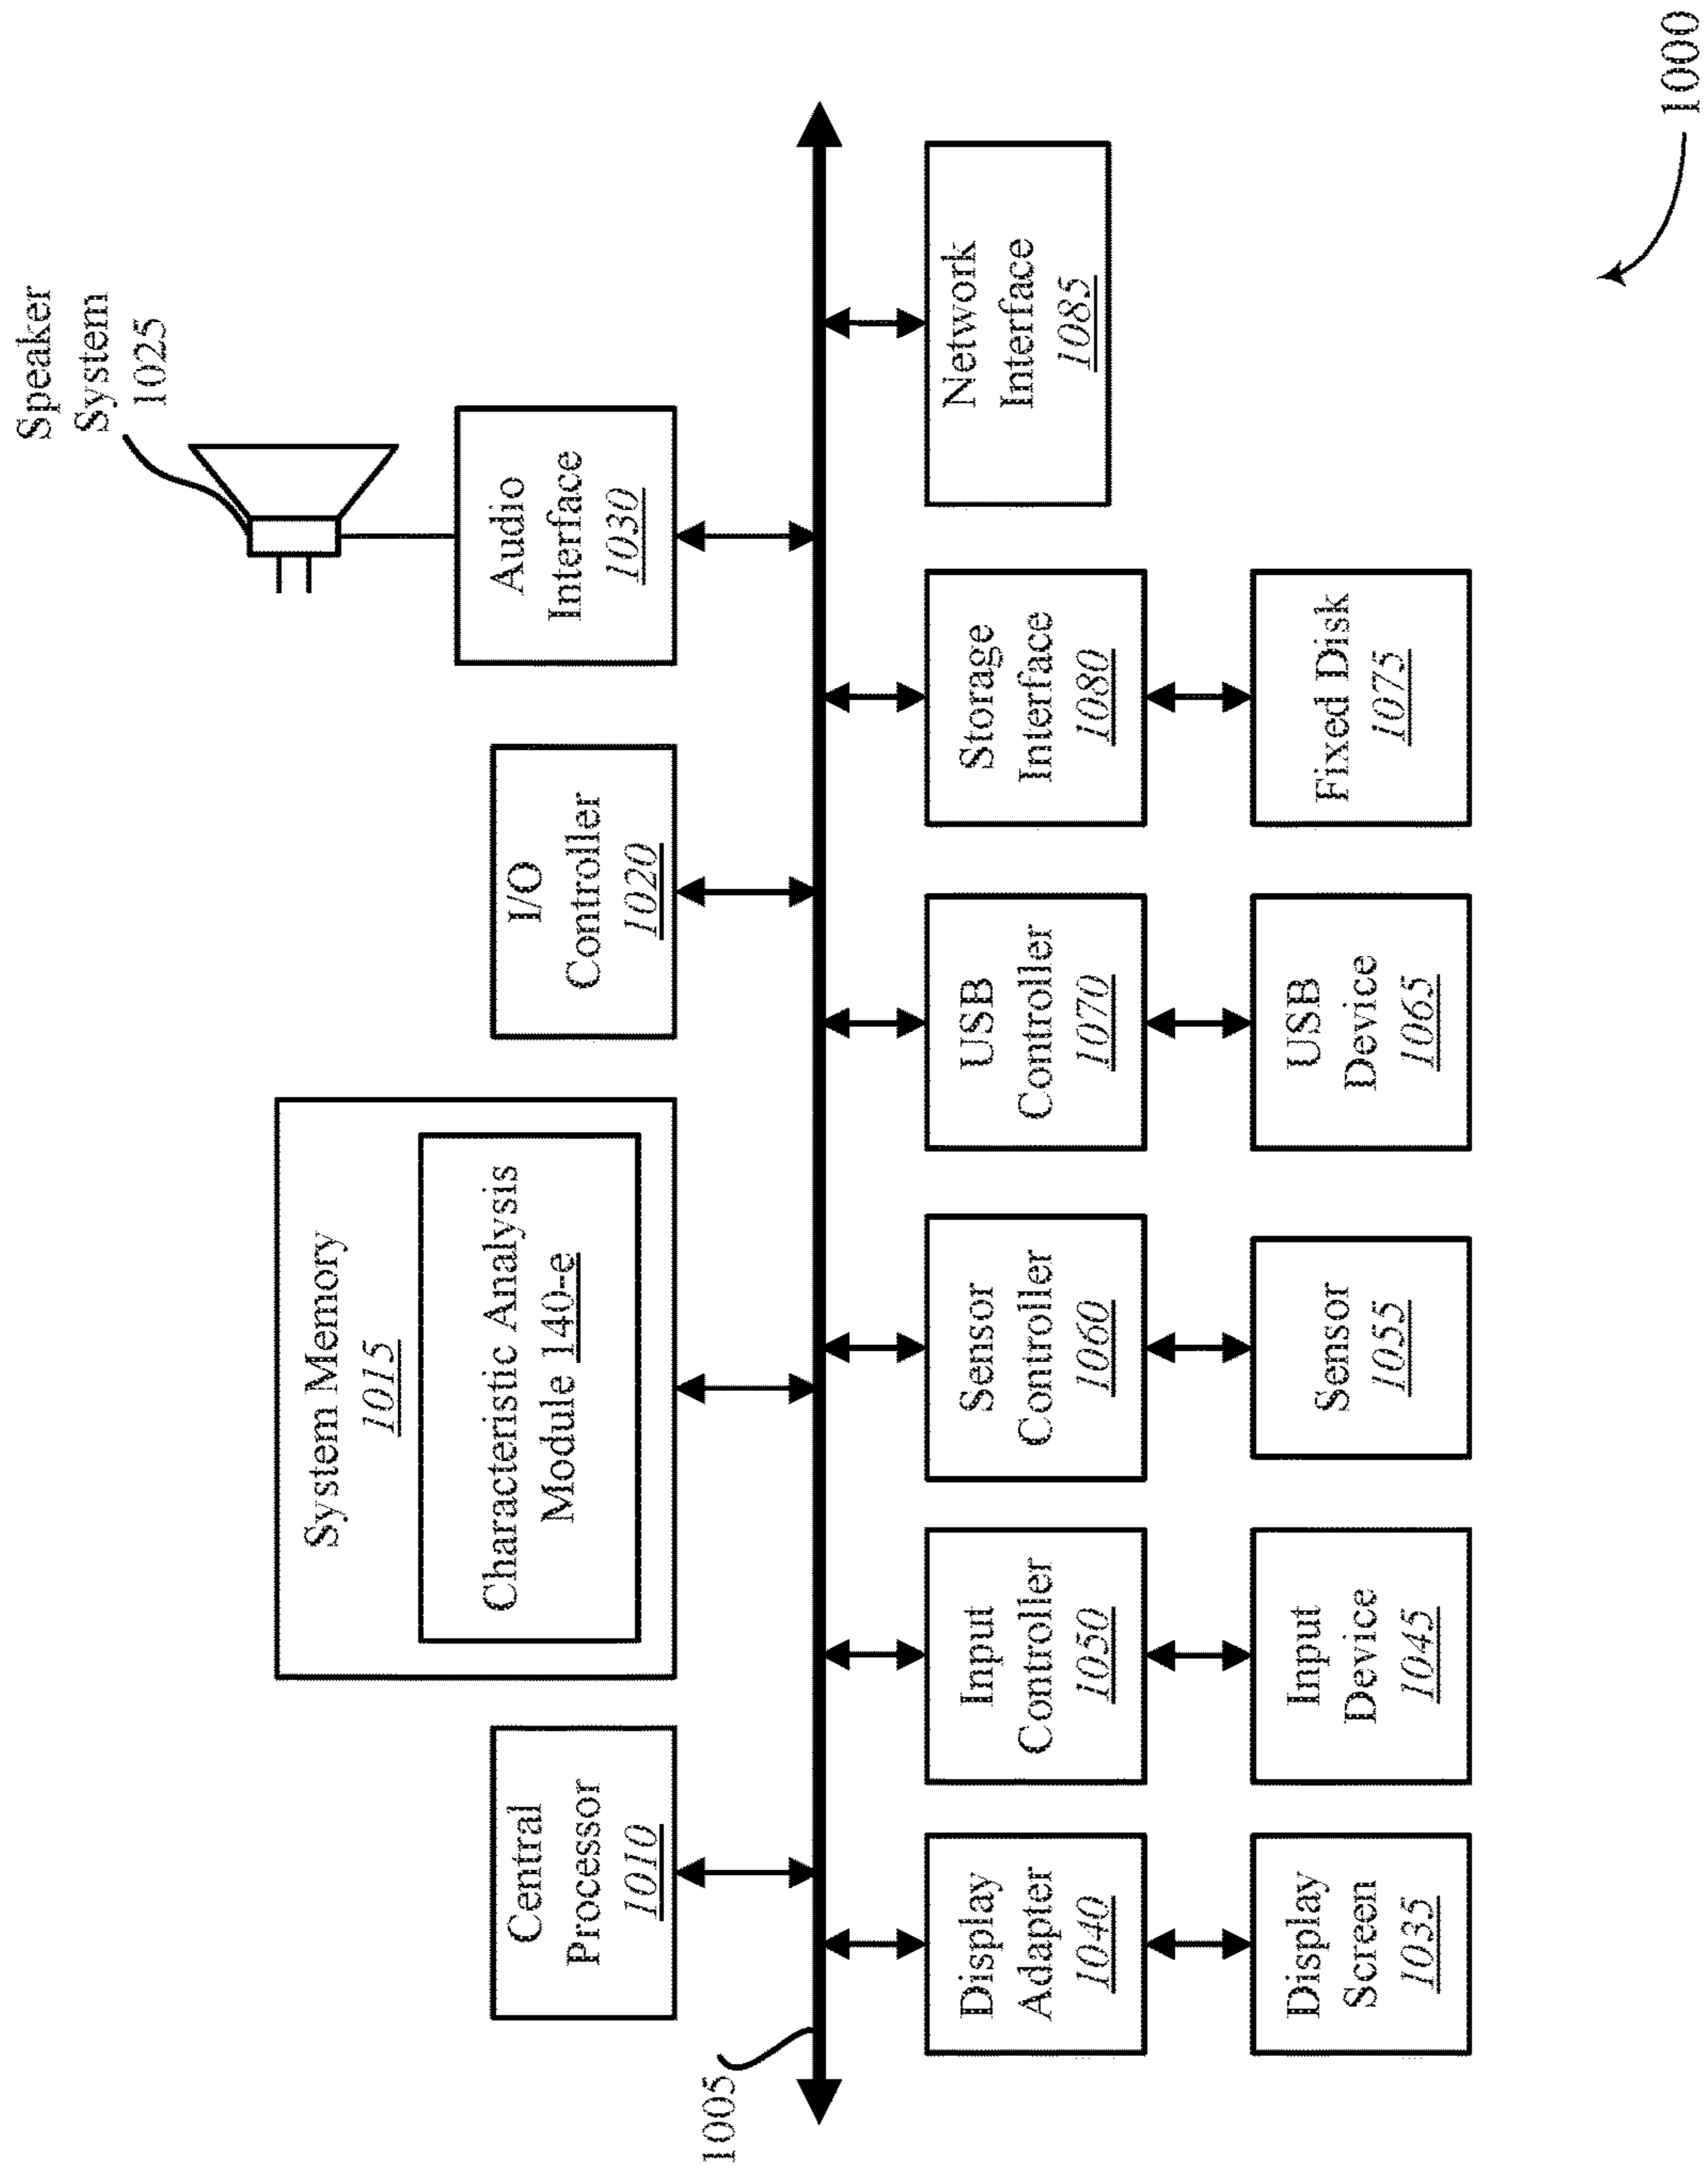 Speaker
System
1025
System Memory
1015
Characteristic Analysis
Module 140-e
Central
Processor
1010
I/O
Controller
1020
Audio
Interface
1030
1005
Display
Adapter
1040
Input
Controller
1050
Sensor
Controller
1060
USB
Controller
1070
Storage
Interface
1080
Network
Interface
1085
Display
Screen
1035
Input
Device
1045
Sensor
1055
USB
Device
1065
Fixed Disk
1075
1000